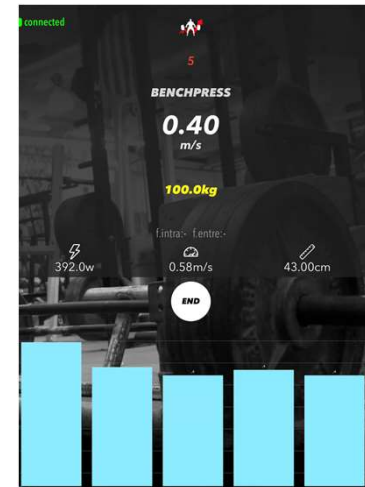 connected
5
BENCHPRESS
0.40
m/s
100.0kg
f.intra:- f.entre:-
392.0w 0.58m/s 43.00cm
END